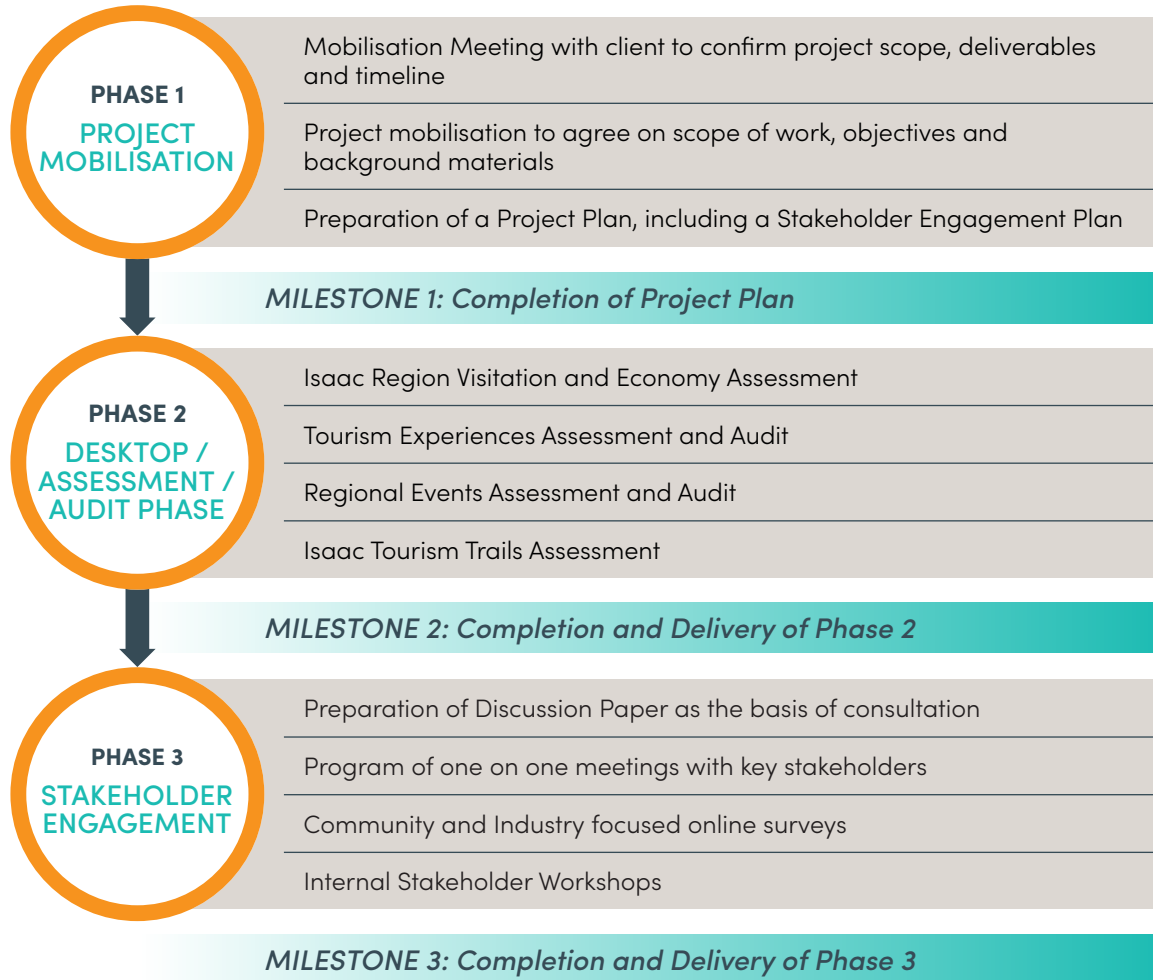 PHASE 1
PROJECT
MOBILISATION
Mobilisation Meeting with client to confirm project scope, deliverables
and timeline
Project mobilisation to agree on scope of work, objectives and
background materials
Preparation of a Project Plan, including a Stakeholder Engagement Plan
MILESTONE 1: Completion of Project Plan
PHASE 2
DESKTOP /
ASSESSMENT /
AUDIT PHASE
Isaac Region Visitation and Economy Assessment
Tourism Experiences Assessment and Audit
Regional Events Assessment and Audit
Isaac Tourism Trails Assessment
MILESTONE 2: Completion and Delivery of Phase 2
PHASE 3
STAKEHOLDER
ENGAGEMENT
Preparation of Discussion Paper as the basis of consultation
Program of one on one meetings with key stakeholders
Community and Industry focused online surveys
Internal Stakeholder Workshops
MILESTONE 3: Completion and Delivery of Phase 3